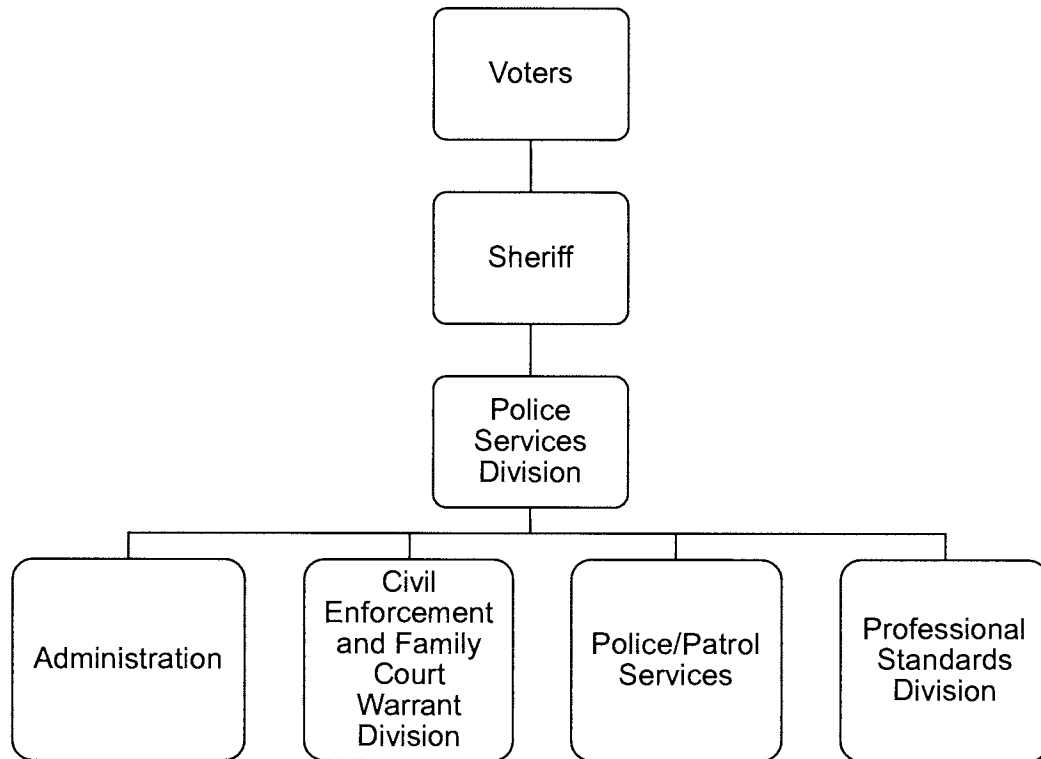 Voters
Sheriff
Police
Services
Division
Administration
Civil
Enforcement
and Family
Court
Warrant
Division
Police/Patrol
Services
Professional
Standards
Division